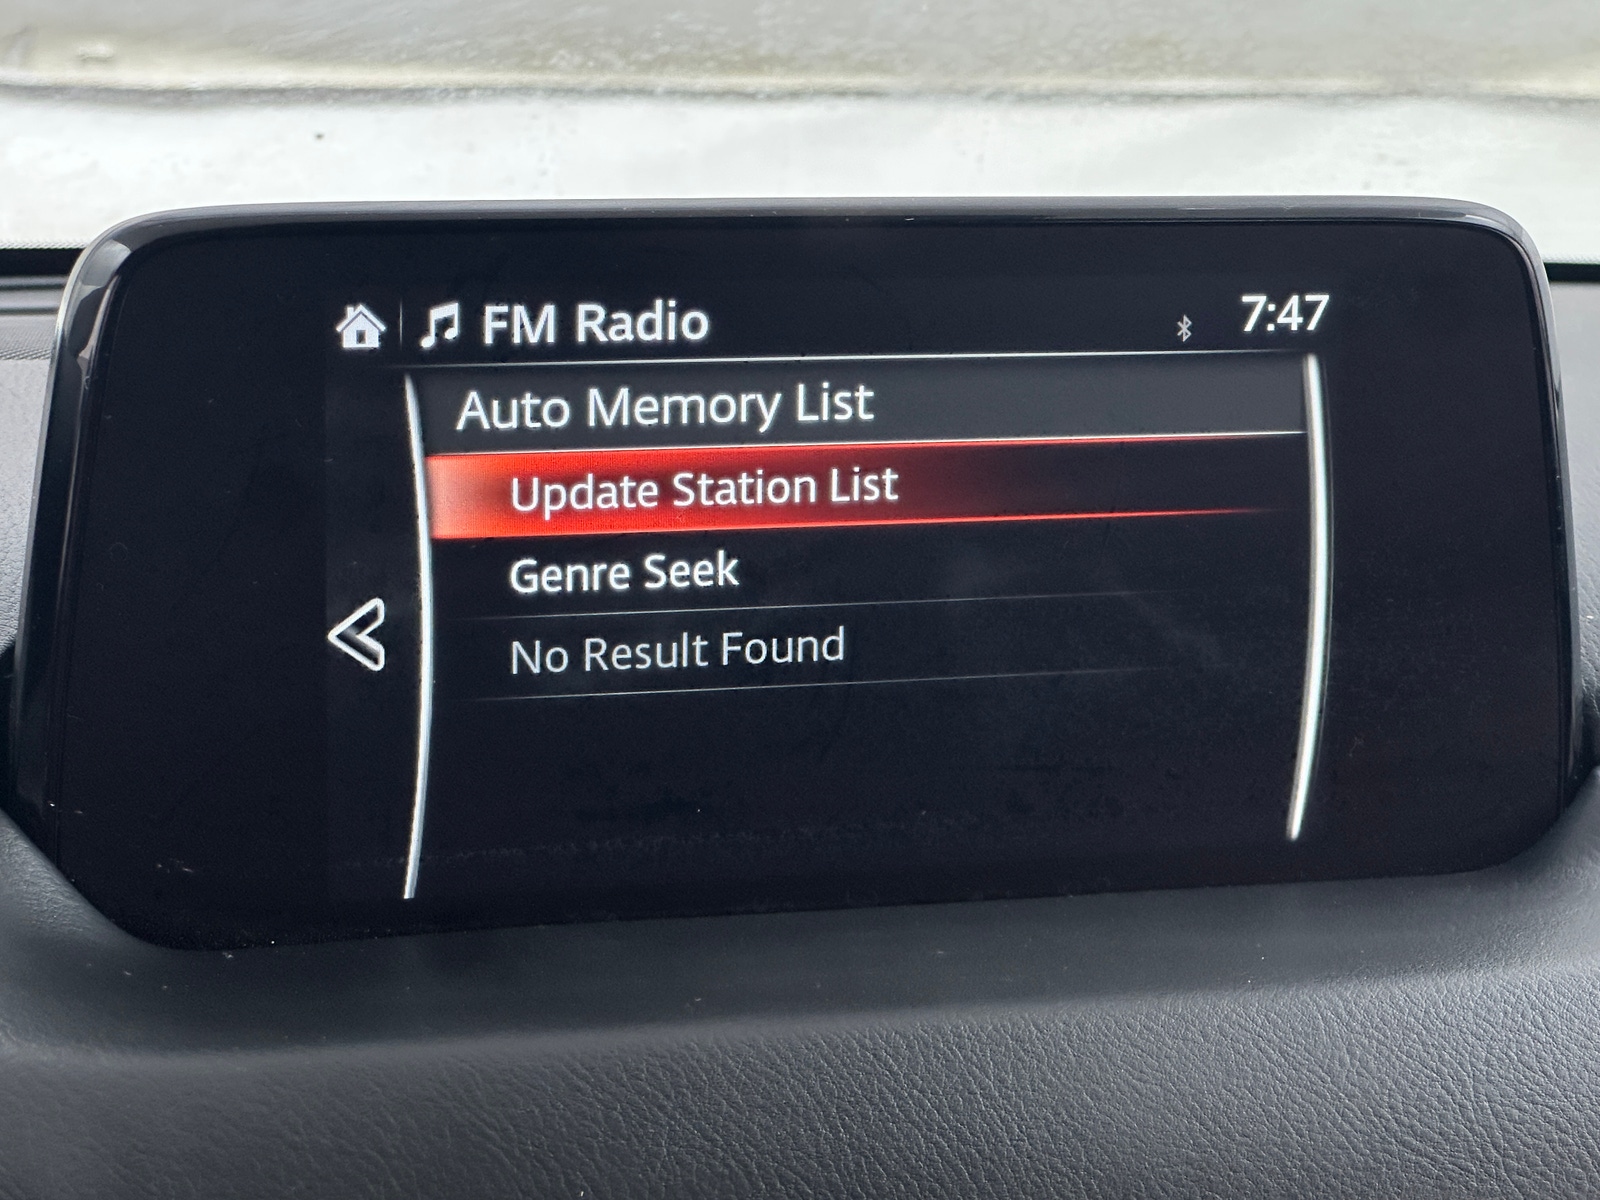 FM Radio
7:47
Auto Memory List
Update Station List
Genre Seek
No Result Found